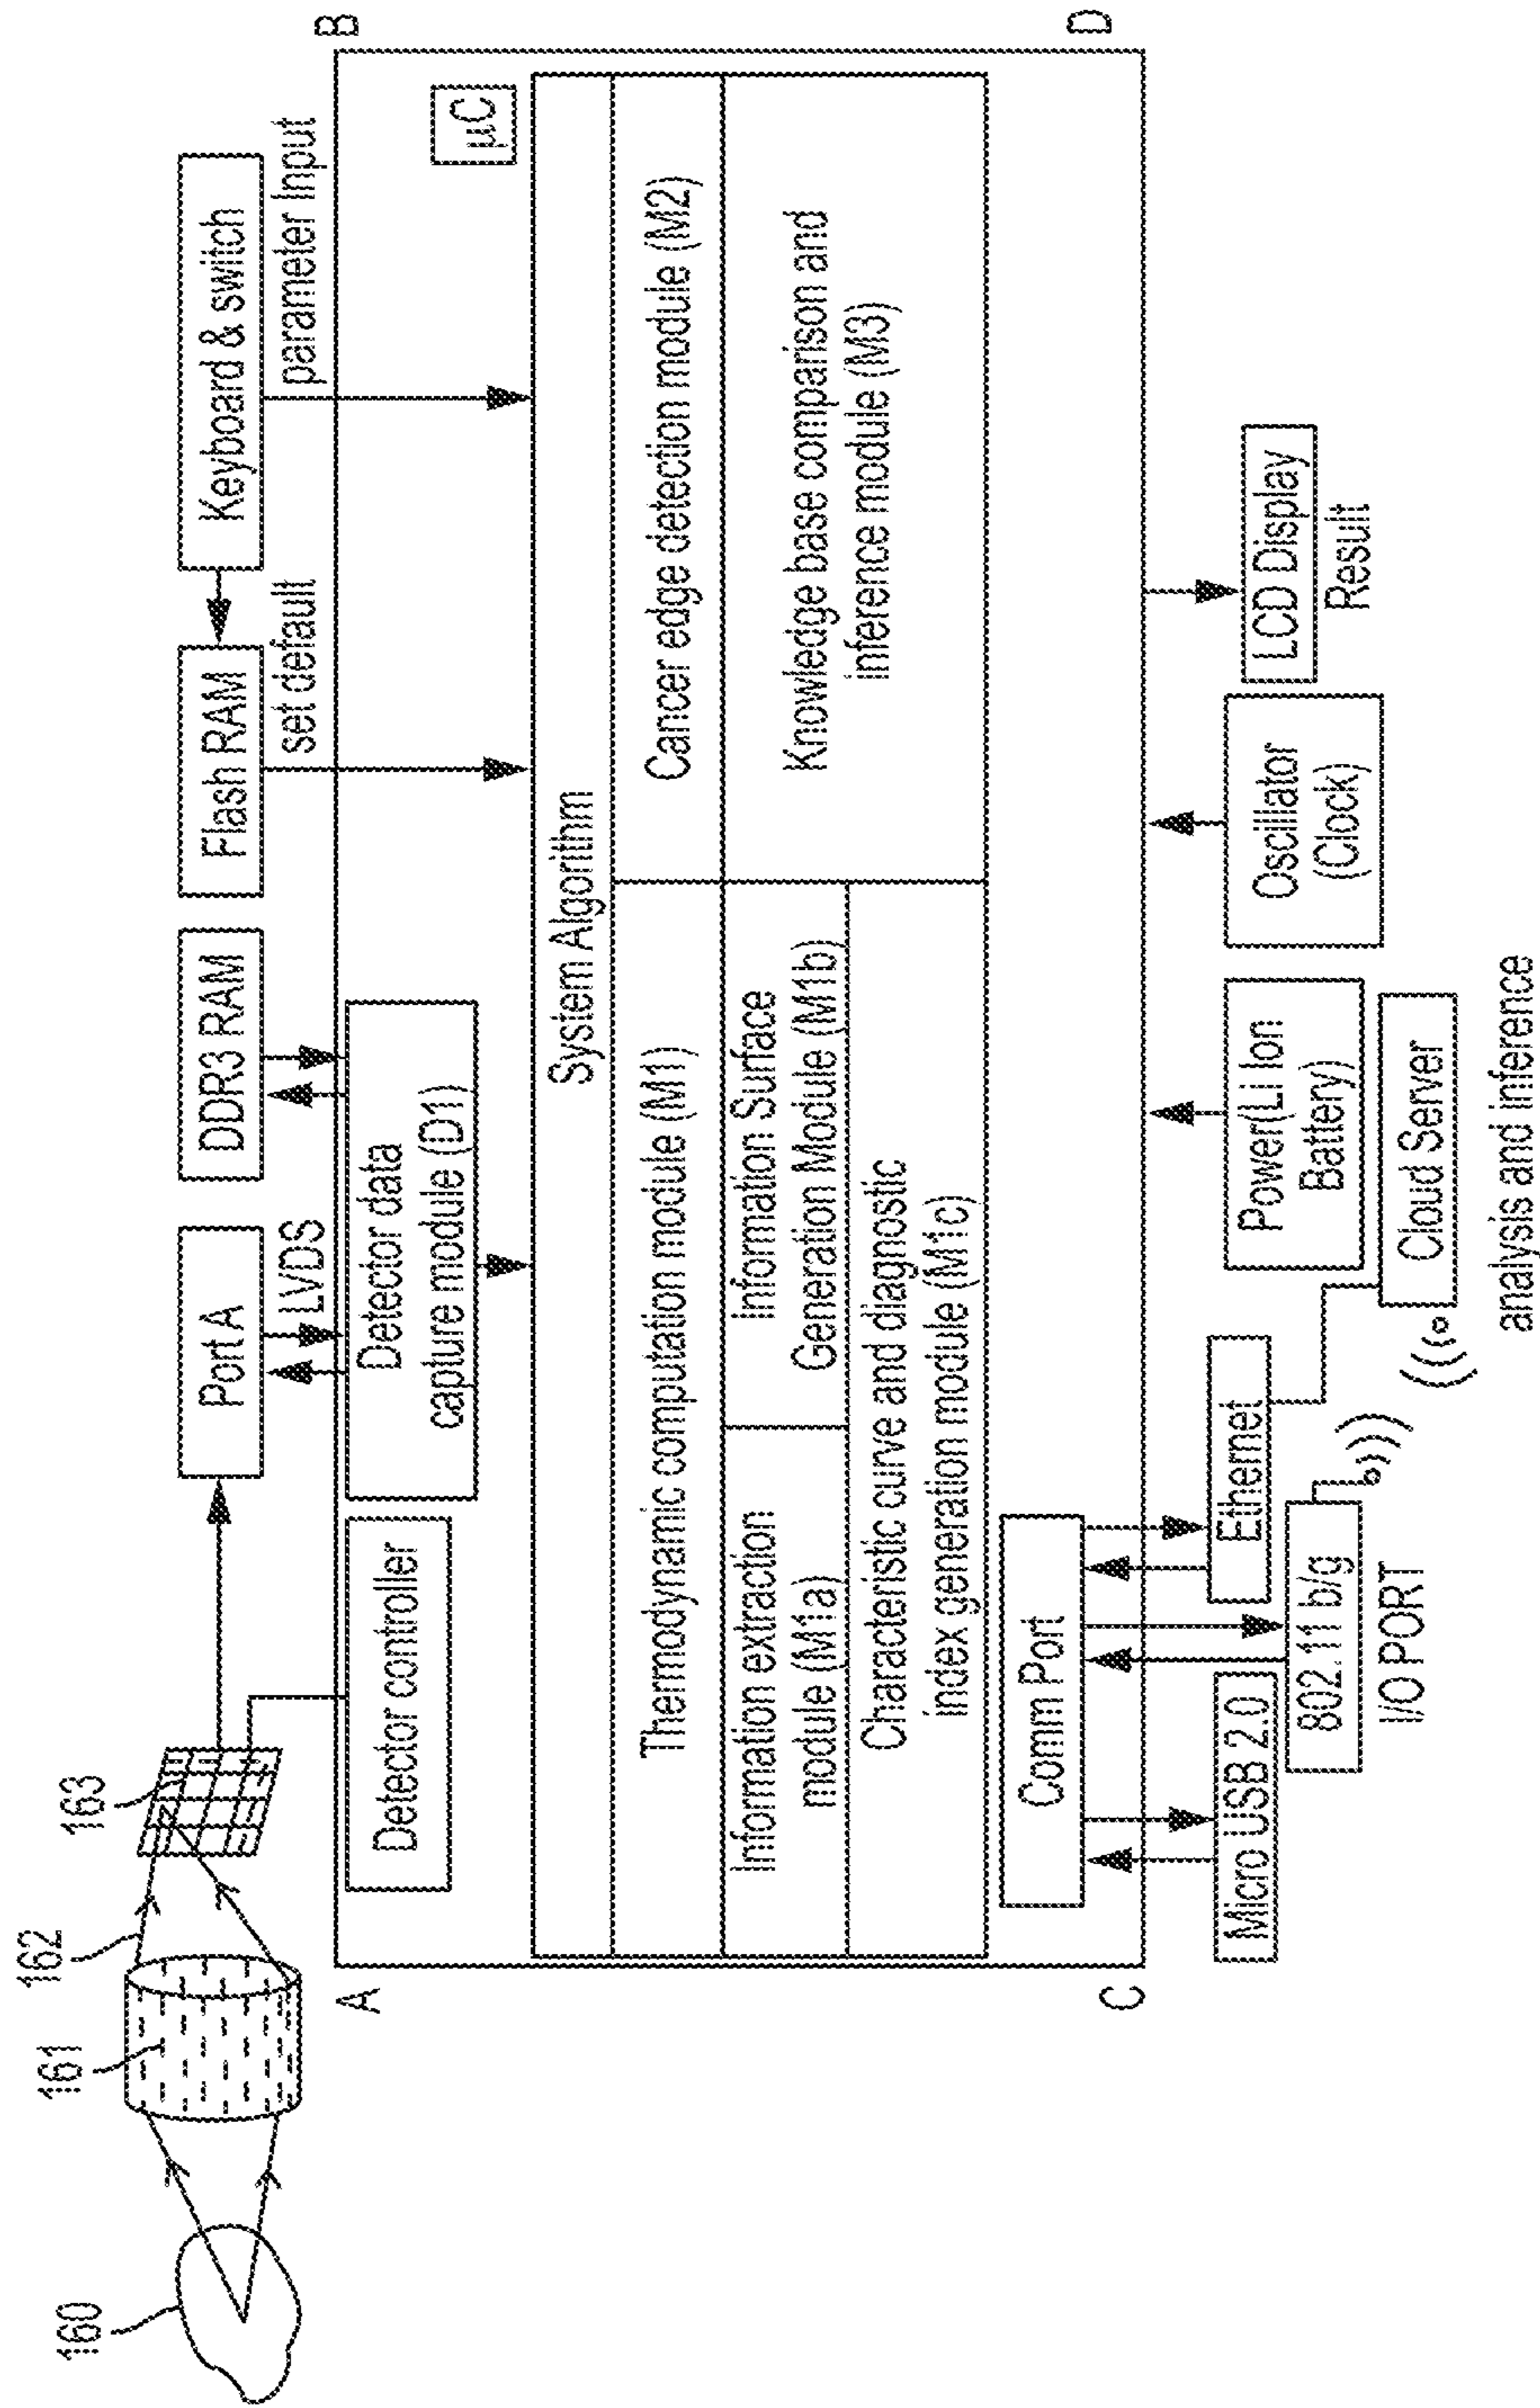 160
161
162
163
Port A
LVDS
DDR3 RAM
Flash RAM
set default
Keyboard & switch
parameter Input
A
B
Detector controller
Detector data
capture module (D1)
µC
System Algorithm
Thermodynamic computation module (M1)
Cancer edge detection module (M2)
Information extraction
module (M1a)
Information Surface
Generation Module (M1b)
Knowledge base comparison and
inference module (M3)
Characteristic curve and diagnostic
index generation module (M1c)
Comm Port
C
D
Micro USB 2.0
802.11 b/g
I/O PORT
Ethernet
Power(Li Ion
Battery)
Cloud Server
analysis and inference
Oscillator
(Clock)
LCD Display
Result